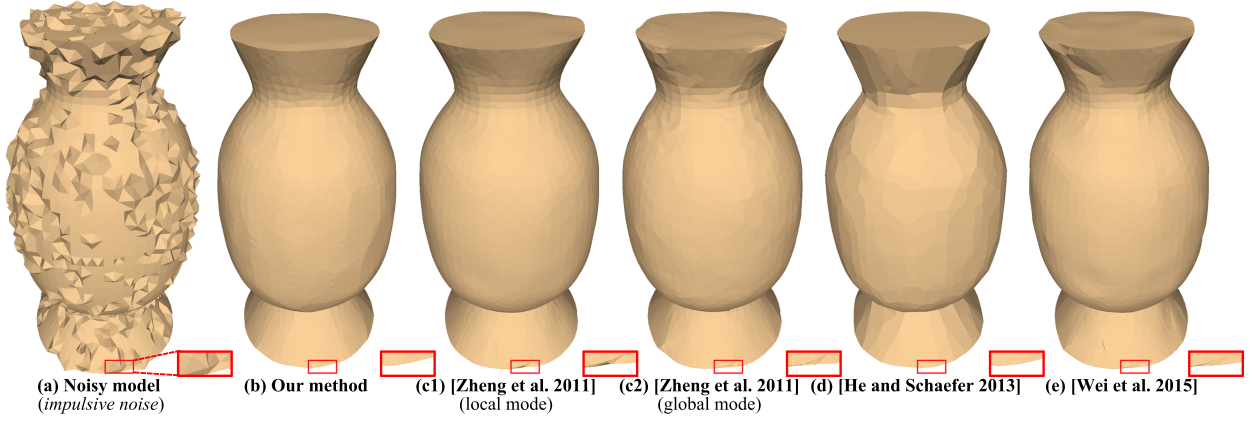 (a) Noisy model
(impulsive noise)
(b) Our method
(c1) [Zheng et al. 2011]
(local mode)
(c2) [Zheng et al. 2011]
(global mode)
(d) [He and Schaefer 2013]
(e) [Wei et al. 2015]